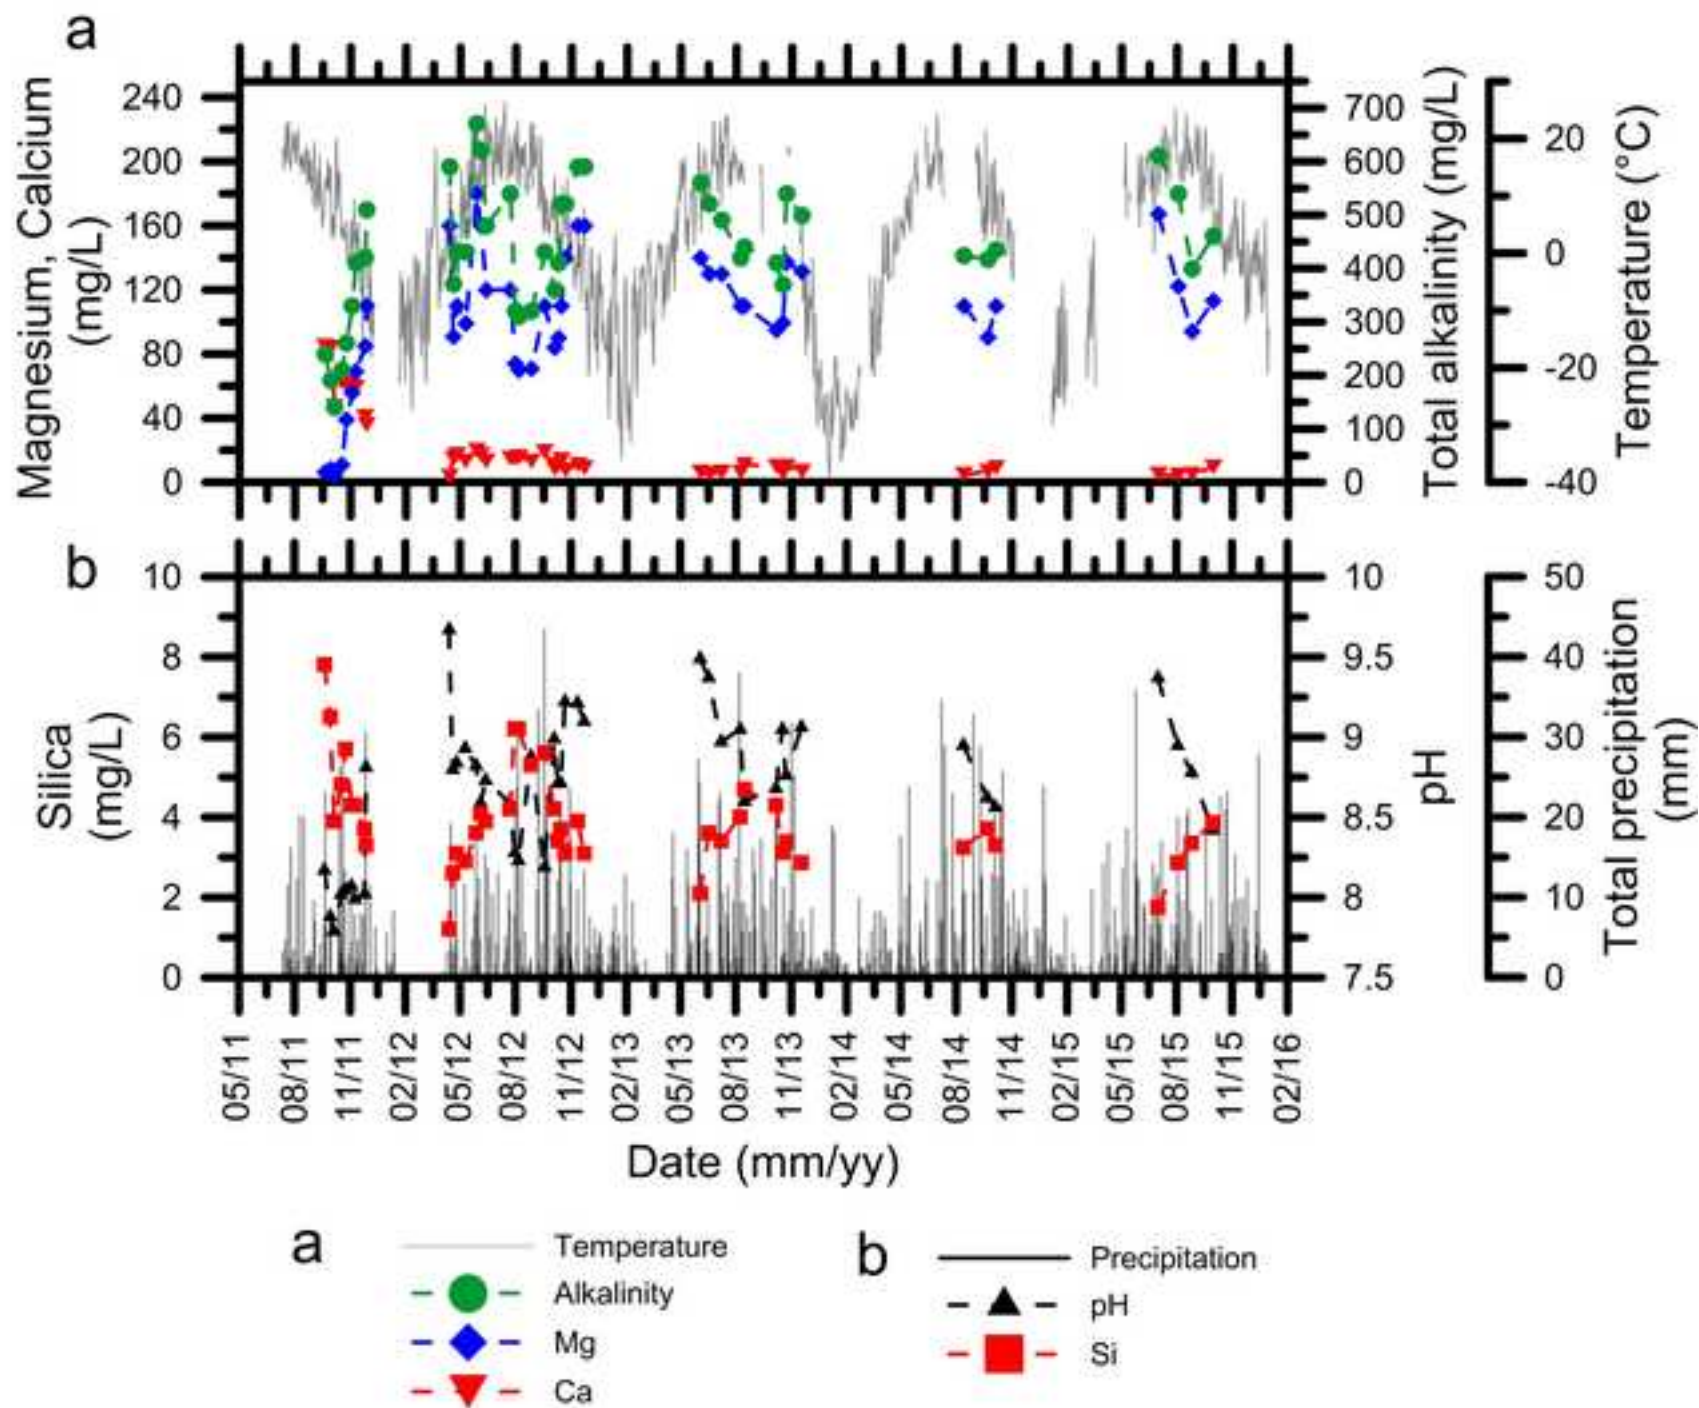 a
Magnesium, Calcium
(mg/L)
240
200
160
120
80
40
0
700
600
500
400
300
200
100
0
Total alkalinity (mg/L)
20
0
-20
-40
Temperature (°C)
b
Silica
(mg/L)
10
8
6
4
2
0
10
9.5
9
8.5
8
7.5
pH
50
40
30
20
10
0
Total precipitation
(mm)
05/11 08/11 11/11 02/12 05/12 08/12 11/12 02/13 05/13 08/13 11/13 02/14 05/14 08/14 11/14 02/15 05/15 08/15 11/15 02/16
Date (mm/yy)
a
Temperature
Alkalinity
Mg
Ca
b
Precipitation
pH
Si